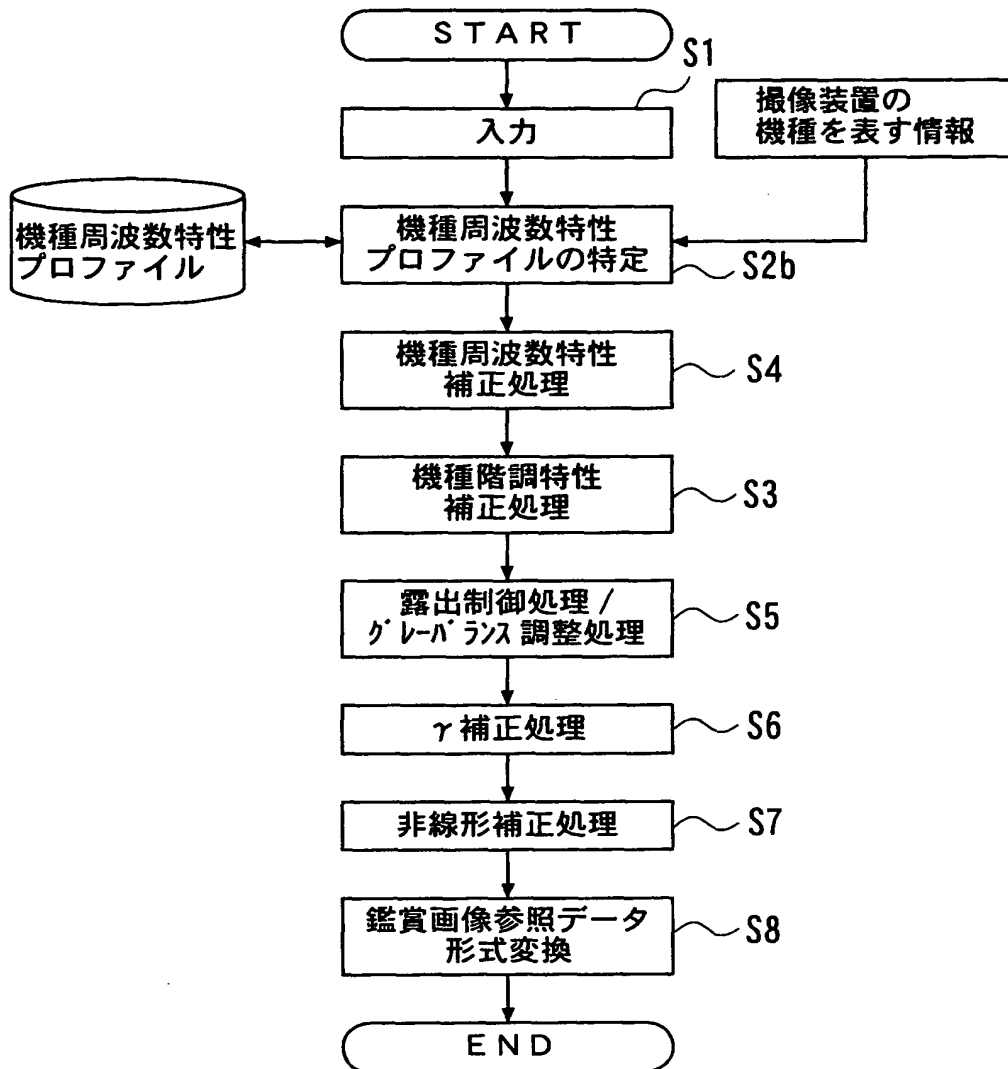 START
S1
入力
撮像装置の
機種を表す情報
機種周波数特性
プロファイル
機種周波数特性
プロファイルの特定
S2b
機種周波数特性
補正処理
S4
機種階調特性
補正処理
S3
露出制御処理/
グレーバランス調整処理
S5
γ補正処理
S6
非線形補正処理
S7
鑑賞画像参照データ
形式変換
S8
END